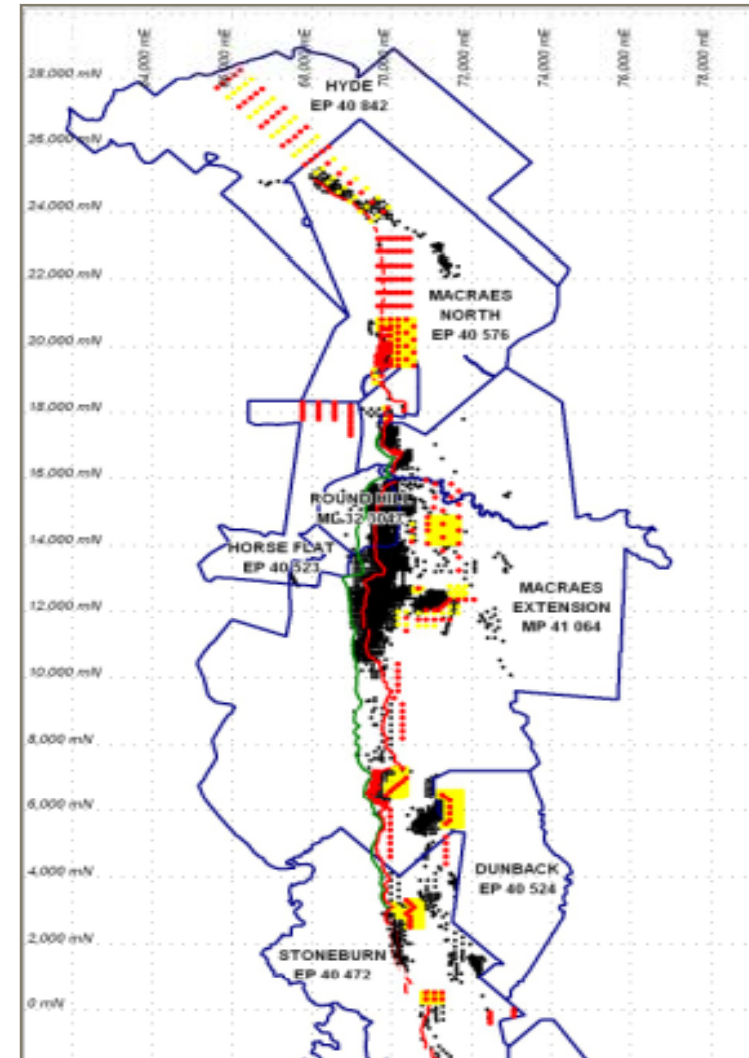 64,000 mE
66,000 mE
68,000 mE
70,000 mE
72,000 mE
74,000 mE
76,000 mE
78,000 mE
28,000 mN
HYDE
EP 40 842
26,000 mN
24,000 mN
22,000 mN
MACRAES
NORTH
EP 40 576
20,000 mN
18,000 mN
16,000 mN
ROUND HILL
14,000 mN
HORSE FLAT
EP 40 523
MACRAES
EXTENSION
MP 41 064
12,000 mN
10,000 mN
8,000 mN
6,000 mN
4,000 mN
DUNBACK
EP 40 524
2,000 mN
STONEBURN
EP 40 472
0 mN